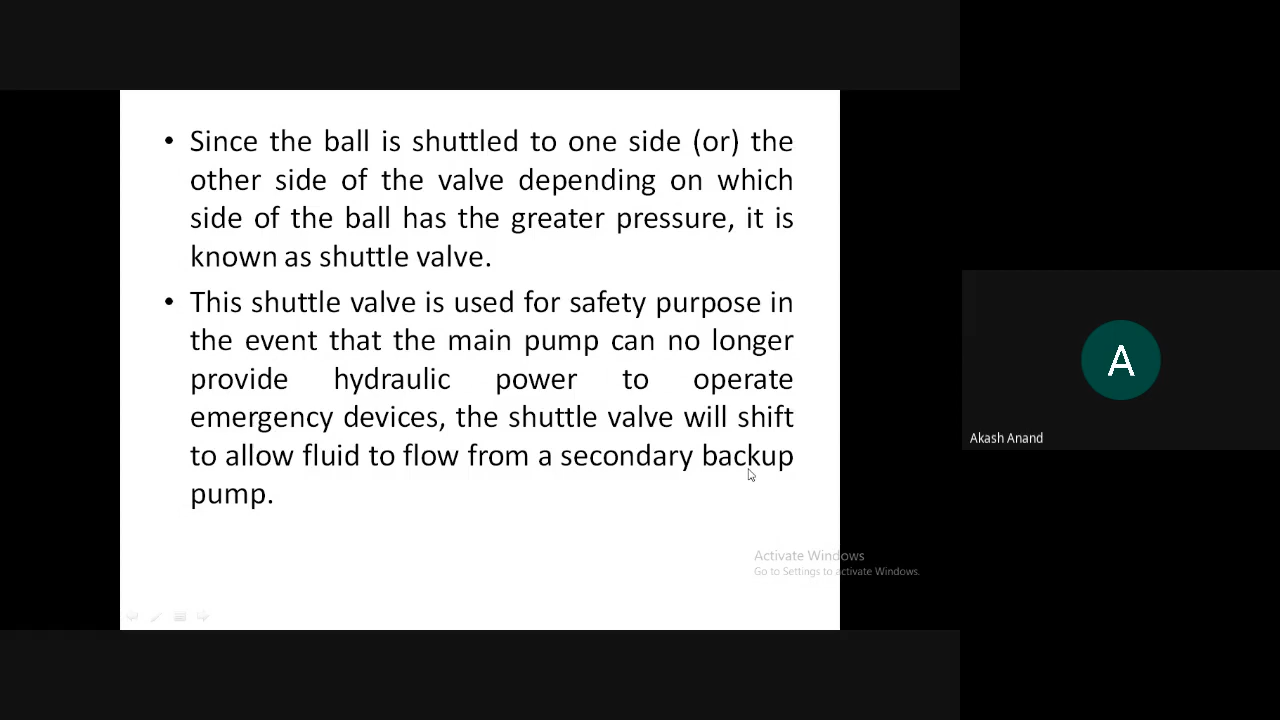 • Since the ball is shuttled to one side (or) the
other side of the valve depending on which
side of the ball has the greater pressure, it is
known as shuttle valve.
• This shuttle valve is used for safety purpose in
the event that the main pump can no longer
provide hydraulic power to operate
emergency devices, the shuttle valve will shift
to allow fluid to flow from a secondary backup
pump.
Activate Windows
Go to Settings to activate Windows.
A
Akash Anand